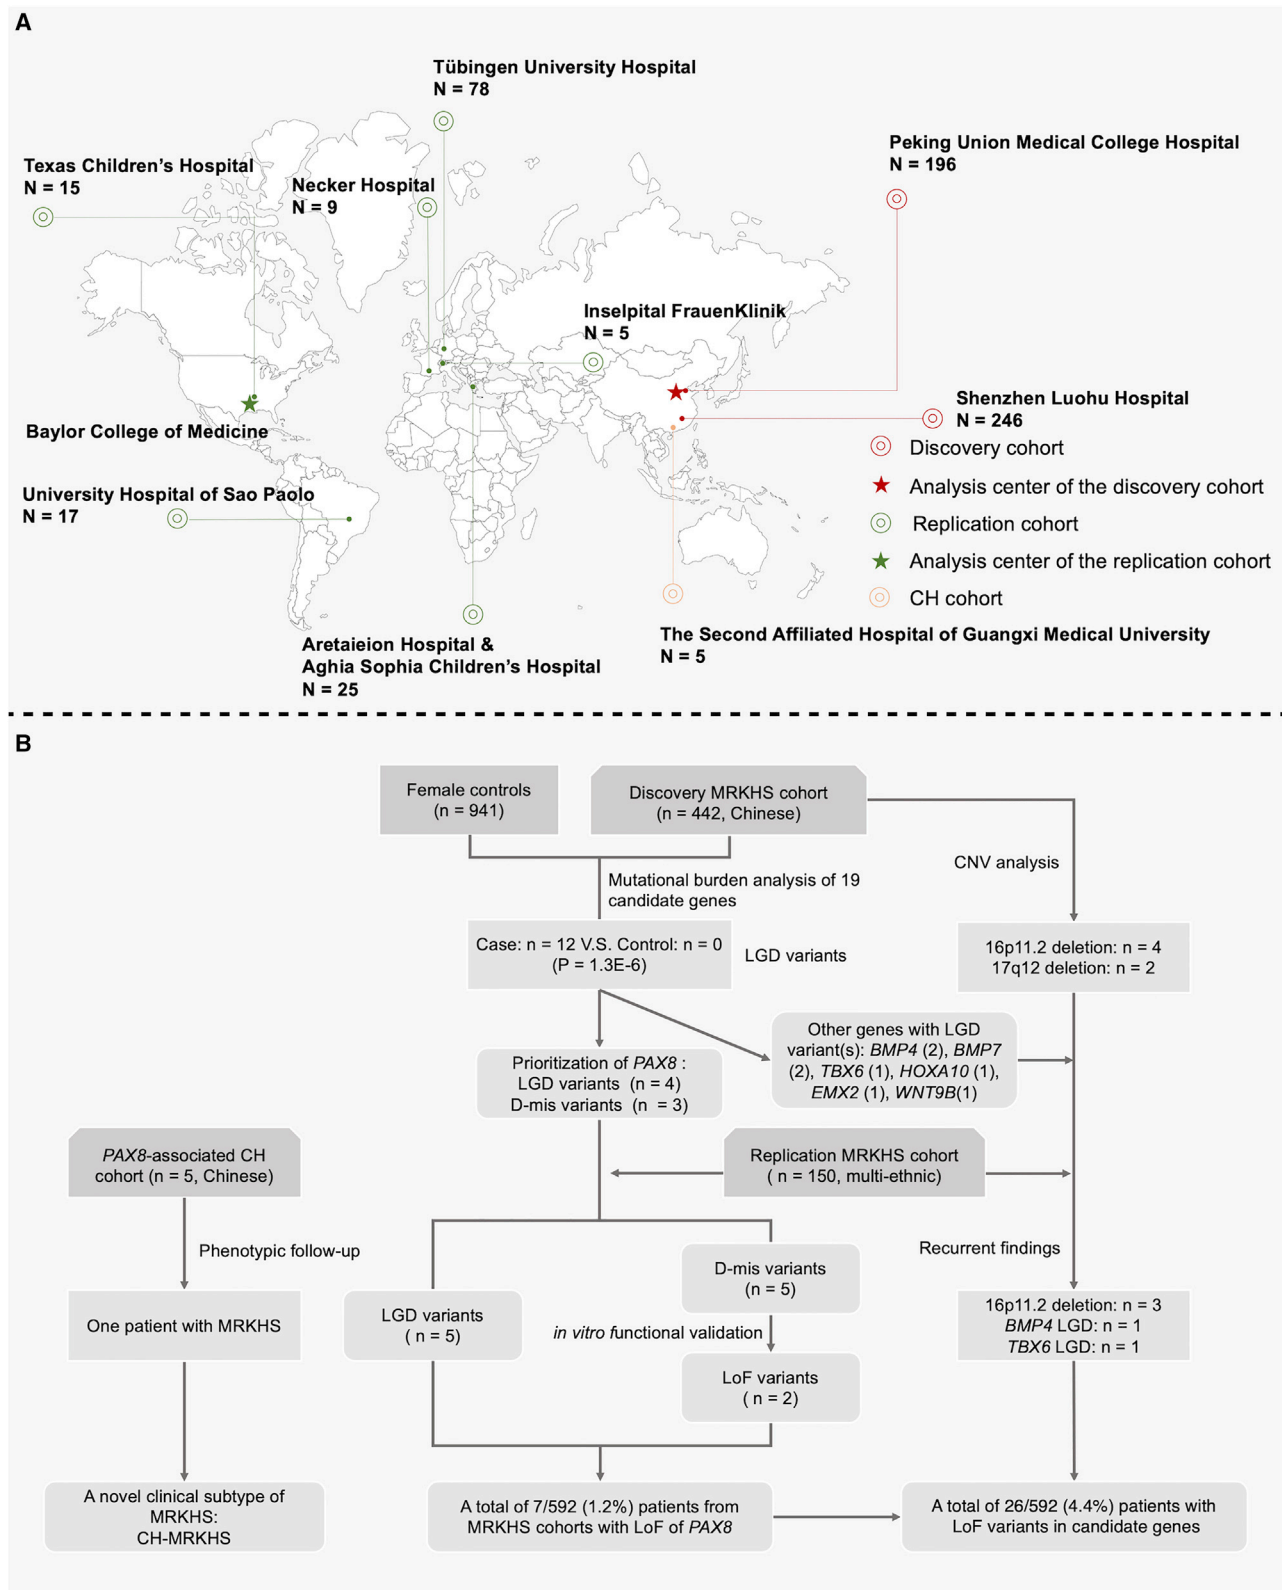 A
Tübingen University Hospital
N = 78
Peking Union Medical College Hospital
N = 196
Texas Children's Hospital
N = 15
Necker Hospital
N = 9
Inselpital FrauenKlinik
N = 5
Shenzhen Luohu Hospital
N = 246
Baylor College of Medicine
Discovery cohort
Analysis center of the discovery cohort
University Hospital of Sao Paolo
N = 17
Replication cohort
Analysis center of the replication cohort
CH cohort
Aretaieion Hospital &
Aghia Sophia Children's Hospital
N = 25
The Second Affiliated Hospital of Guangxi Medical University
N = 5
B
Female controls
(n = 941)
Discovery MRKHS cohort
(n = 442, Chinese)
CNV analysis
Mutational burden analysis of 19
candidate genes
Case: n = 12 V.S. Control: n = 0
(P = 1.3E-6)
LGD variants
16p11.2 deletion: n = 4
17q12 deletion: n = 2
Prioritization of PAX8 :
LGD variants (n = 4)
D-mis variants (n = 3)
Other genes with LGD
variant(s): BMP4 (2), BMP7
(2), TBX6 (1), HOXA10 (1),
EMX2 (1), WNT9B(1)
PAX8-associated CH
cohort (n = 5, Chinese)
Replication MRKHS cohort
( n = 150, multi-ethnic)
Phenotypic follow-up
Recurrent findings
D-mis variants
(n = 5)
One patient with MRKHS
LGD variants
( n = 5)
in vitro functional validation
16p11.2 deletion: n = 3
BMP4 LGD: n = 1
TBX6 LGD: n = 1
LoF variants
( n = 2)
A novel clinical subtype of
MRKHS:
CH-MRKHS
A total of 7/592 (1.2%) patients from
MRKHS cohorts with LoF of PAX8
A total of 26/592 (4.4%) patients with
LoF variants in candidate genes